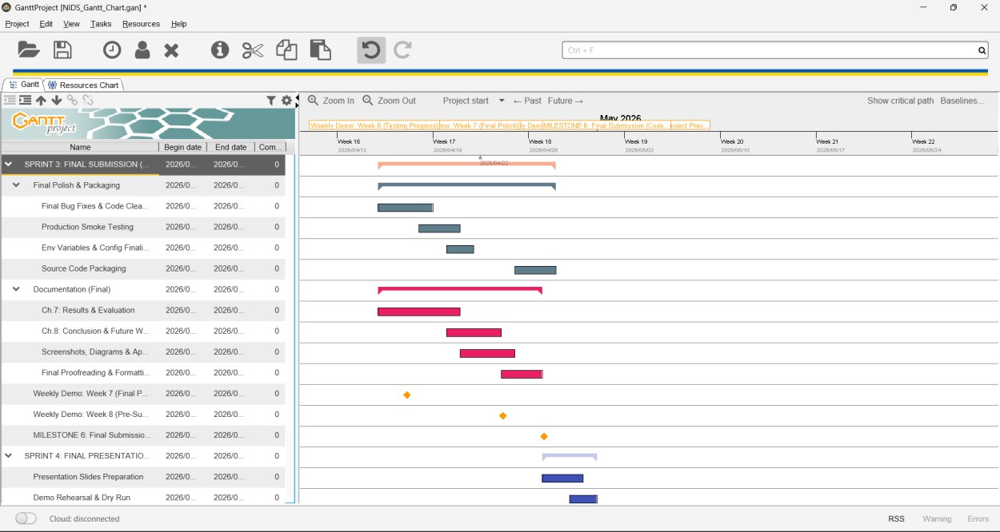 GanttProject [NIDS_Gantt_Chart.gan] *
Project Edit View Tasks Resources Help
Ctrl + F
Gantt Resources Chart
Zoom In Zoom Out Project start ← Past Future → Show critical path Baselines...
GANTT project
May 2026
Weekly Demo: Week 6 (Testing Progress) mo: Week 7 (Final Polish) ly Dem MILESTONE 6: Final Submission (Code... roject Pres...
Name Begin date End date Com...
Week 16 Week 17 Week 18 Week 19 Week 20 Week 21 Week 22
2026/04/12 2026/04/19 2026/04/26 2026/05/03 2026/05/10 2026/05/17 2026/05/24
2026/04/22
SPRINT 3: FINAL SUBMISSION (... 2026/0... 2026/0... 0
Final Polish & Packaging 2026/0... 2026/0... 0
Final Bug Fixes & Code Clea... 2026/0... 2026/0... 0
Production Smoke Testing 2026/0... 2026/0... 0
Env Variables & Config Finali... 2026/0... 2026/0... 0
Source Code Packaging 2026/0... 2026/0... 0
Documentation (Final) 2026/0... 2026/0... 0
Ch.7: Results & Evaluation 2026/0... 2026/0... 0
Ch.8: Conclusion & Future W... 2026/0... 2026/0... 0
Screenshots, Diagrams & Ap... 2026/0... 2026/0... 0
Final Proofreading & Formatti... 2026/0... 2026/0... 0
Weekly Demo: Week 7 (Final P... 2026/0... 2026/0... 0
Weekly Demo: Week 8 (Pre-Su... 2026/0... 2026/0... 0
MILESTONE 6: Final Submissio... 2026/0... 2026/0... 0
SPRINT 4: FINAL PRESENTATIO... 2026/0... 2026/0... 0
Presentation Slides Preparation 2026/0... 2026/0... 0
Demo Rehearsal & Dry Run 2026/0... 2026/0... 0
Cloud: disconnected RSS Warning Errors